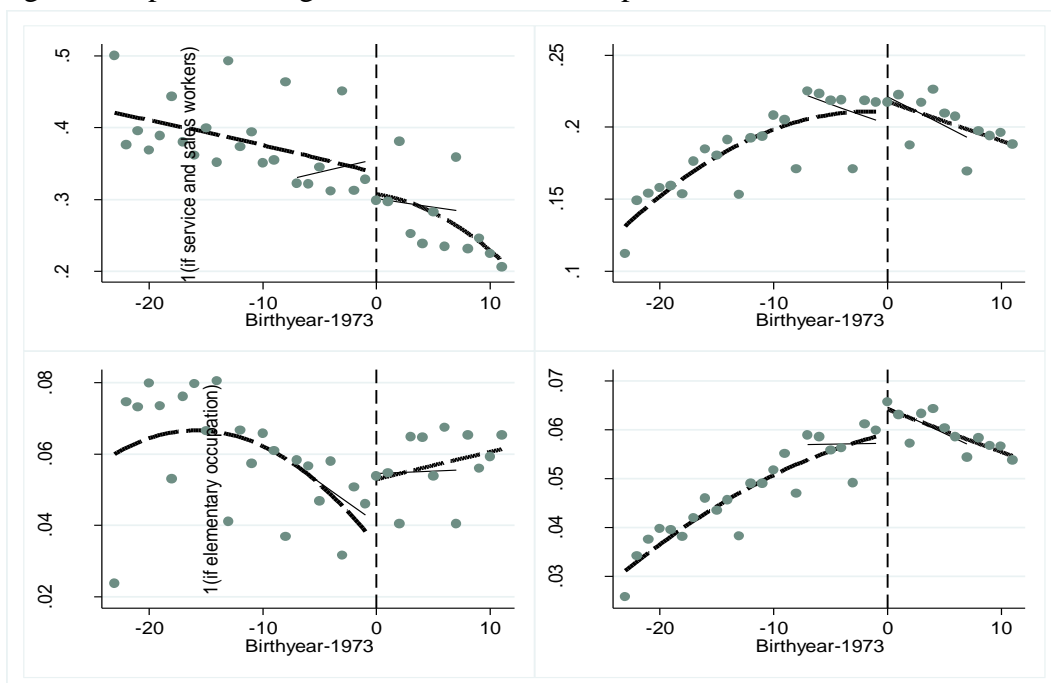 1(if service and sales workers)
.5
.4
.3
.2
-20 -10 0 10
Birthyear-1973
.25
.2
.15
.1
-20 -10 0 10
Birthyear-1973
1(if elementary occupation)
.08
.06
.04
.02
-20 -10 0 10
Birthyear-1973
.07
.06
.05
.04
.03
-20 -10 0 10
Birthyear-1973